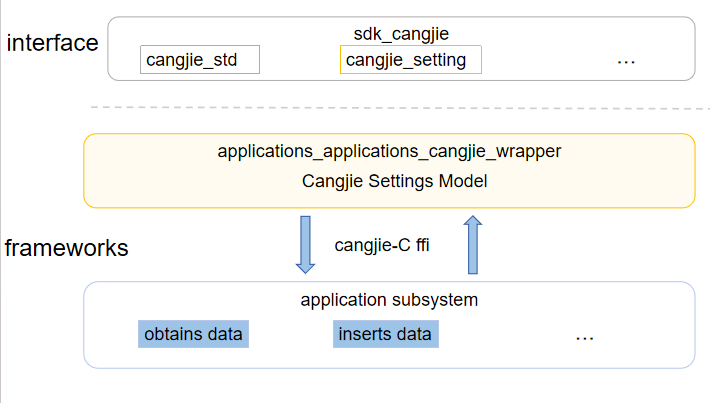 interface
sdk_cangjie
cangjie_std
cangjie_setting
...
applications_applications_cangjie_wrapper
Cangjie Settings Model
frameworks
cangjie-C ffi
application subsystem
obtains data
inserts data
...